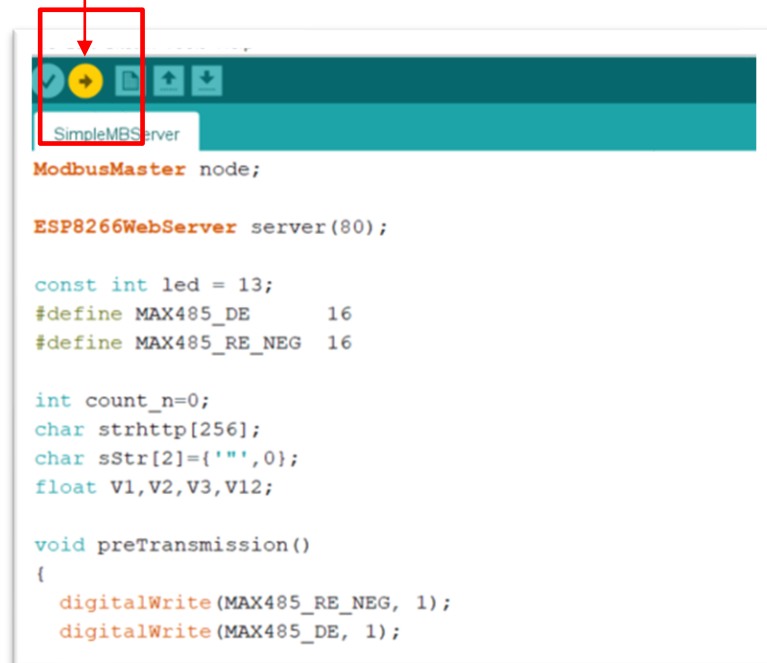 SimpleMBServer
ModbusMaster node;
ESP8266WebServer server(80);
const int led = 13;
#define MAX485_DE 16
#define MAX485_RE_NEG 16
int count_n=0;
char strhttp[256];
char sStr[2]={'"',0};
float V1,V2,V3,V12;
void preTransmission()
{
digitalWrite(MAX485_RE_NEG, 1);
digitalWrite(MAX485_DE, 1);